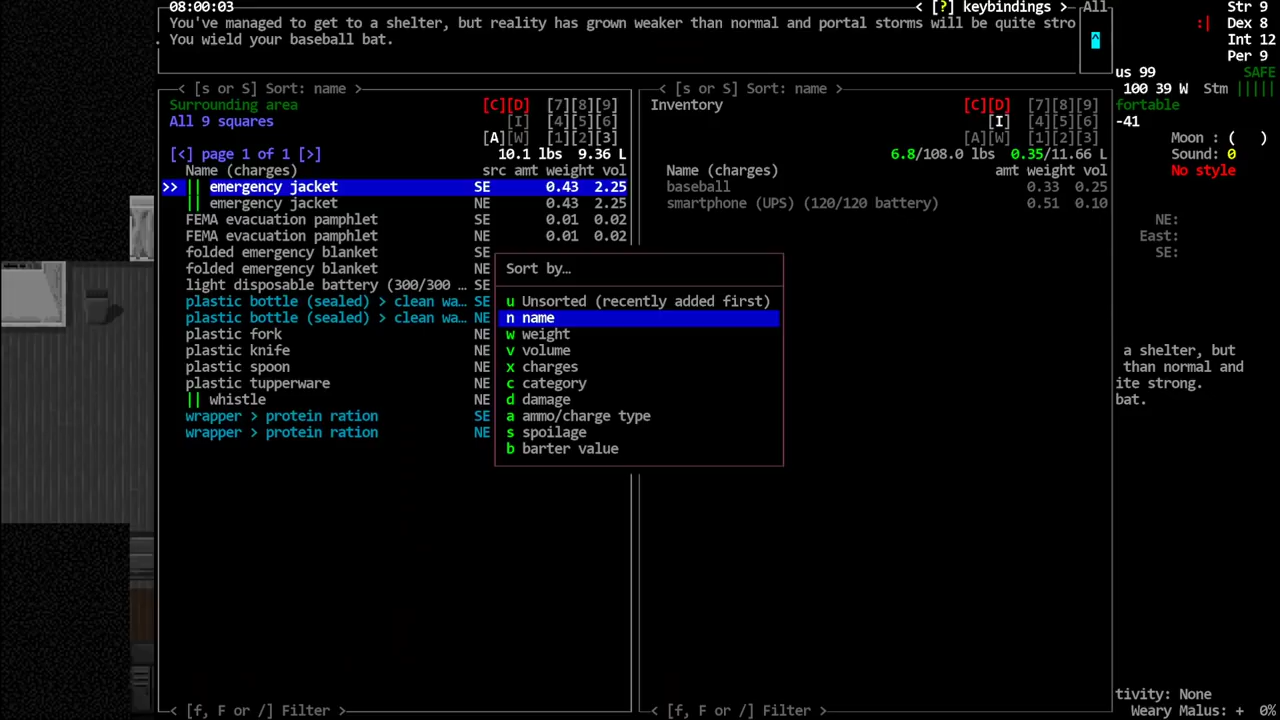 08:00:03 < [?] keybindings > All Str 9
You've managed to get to a shelter, but reality has grown weaker than normal and portal storms will be quite stro :| Dex 8
. You wield your baseball bat. ^ Int 12
Per 9
us 99 SAFE
< [s or S] Sort: name > < [s or S] Sort: name > 100 39 W Stm |||||
Surrounding area [C][D] [7][8][9] Inventory [C][D] [7][8][9] fortable
All 9 squares [I] [4][5][6] [I] [4][5][6] -41
[A][W] [1][2][3] [A][W] [1][2][3] Moon : ( )
[<] page 1 of 1 [>] 10.1 lbs 9.36 L 6.8/108.0 lbs 0.35/11.66 L Sound: 0
Name (charges) src amt weight vol Name (charges) amt weight vol No style
>> || emergency jacket SE 0.43 2.25 baseball 0.33 0.25
|| emergency jacket NE 0.43 2.25 smartphone (UPS) (120/120 battery) 0.51 0.10
FEMA evacuation pamphlet SE 0.01 0.02 NE:
FEMA evacuation pamphlet NE 0.01 0.02 East:
folded emergency blanket SE SE:
folded emergency blanket NE Sort by…
light disposable battery (300/300 … SE
plastic bottle (sealed) > clean wa… SE u Unsorted (recently added first)
plastic bottle (sealed) > clean wa… NE n name
plastic fork NE w weight
plastic knife NE v volume a shelter, but
plastic spoon NE x charges than normal and
plastic tupperware NE c category ite strong.
|| whistle NE d damage bat.
wrapper > protein ration SE a ammo/charge type
wrapper > protein ration NE s spoilage
b barter value
tivity: None
< [f, F or /] Filter > < [f, F or /] Filter > Weary Malus: + 0%